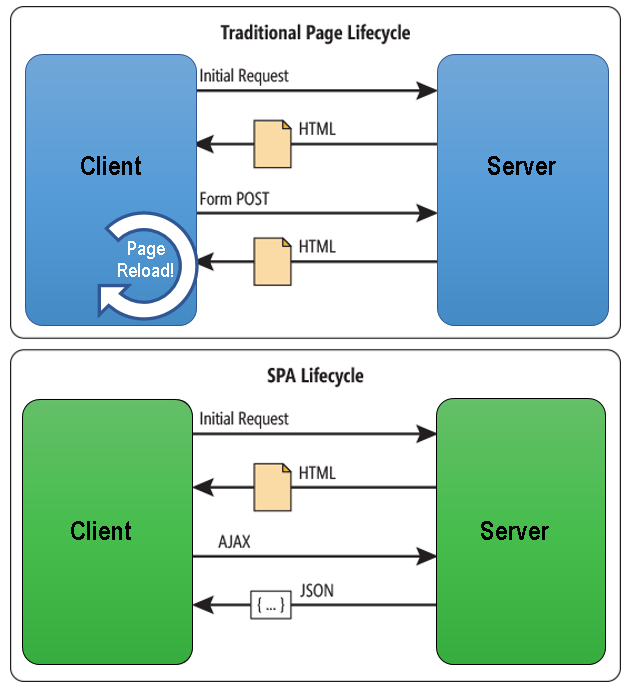 Traditional Page Lifecycle
Initial Request
HTML
Client
Server
Form POST
Page
Reload!
HTML
SPA Lifecycle
Initial Request
HTML
Client
Server
AJAX
JSON
{ ... }